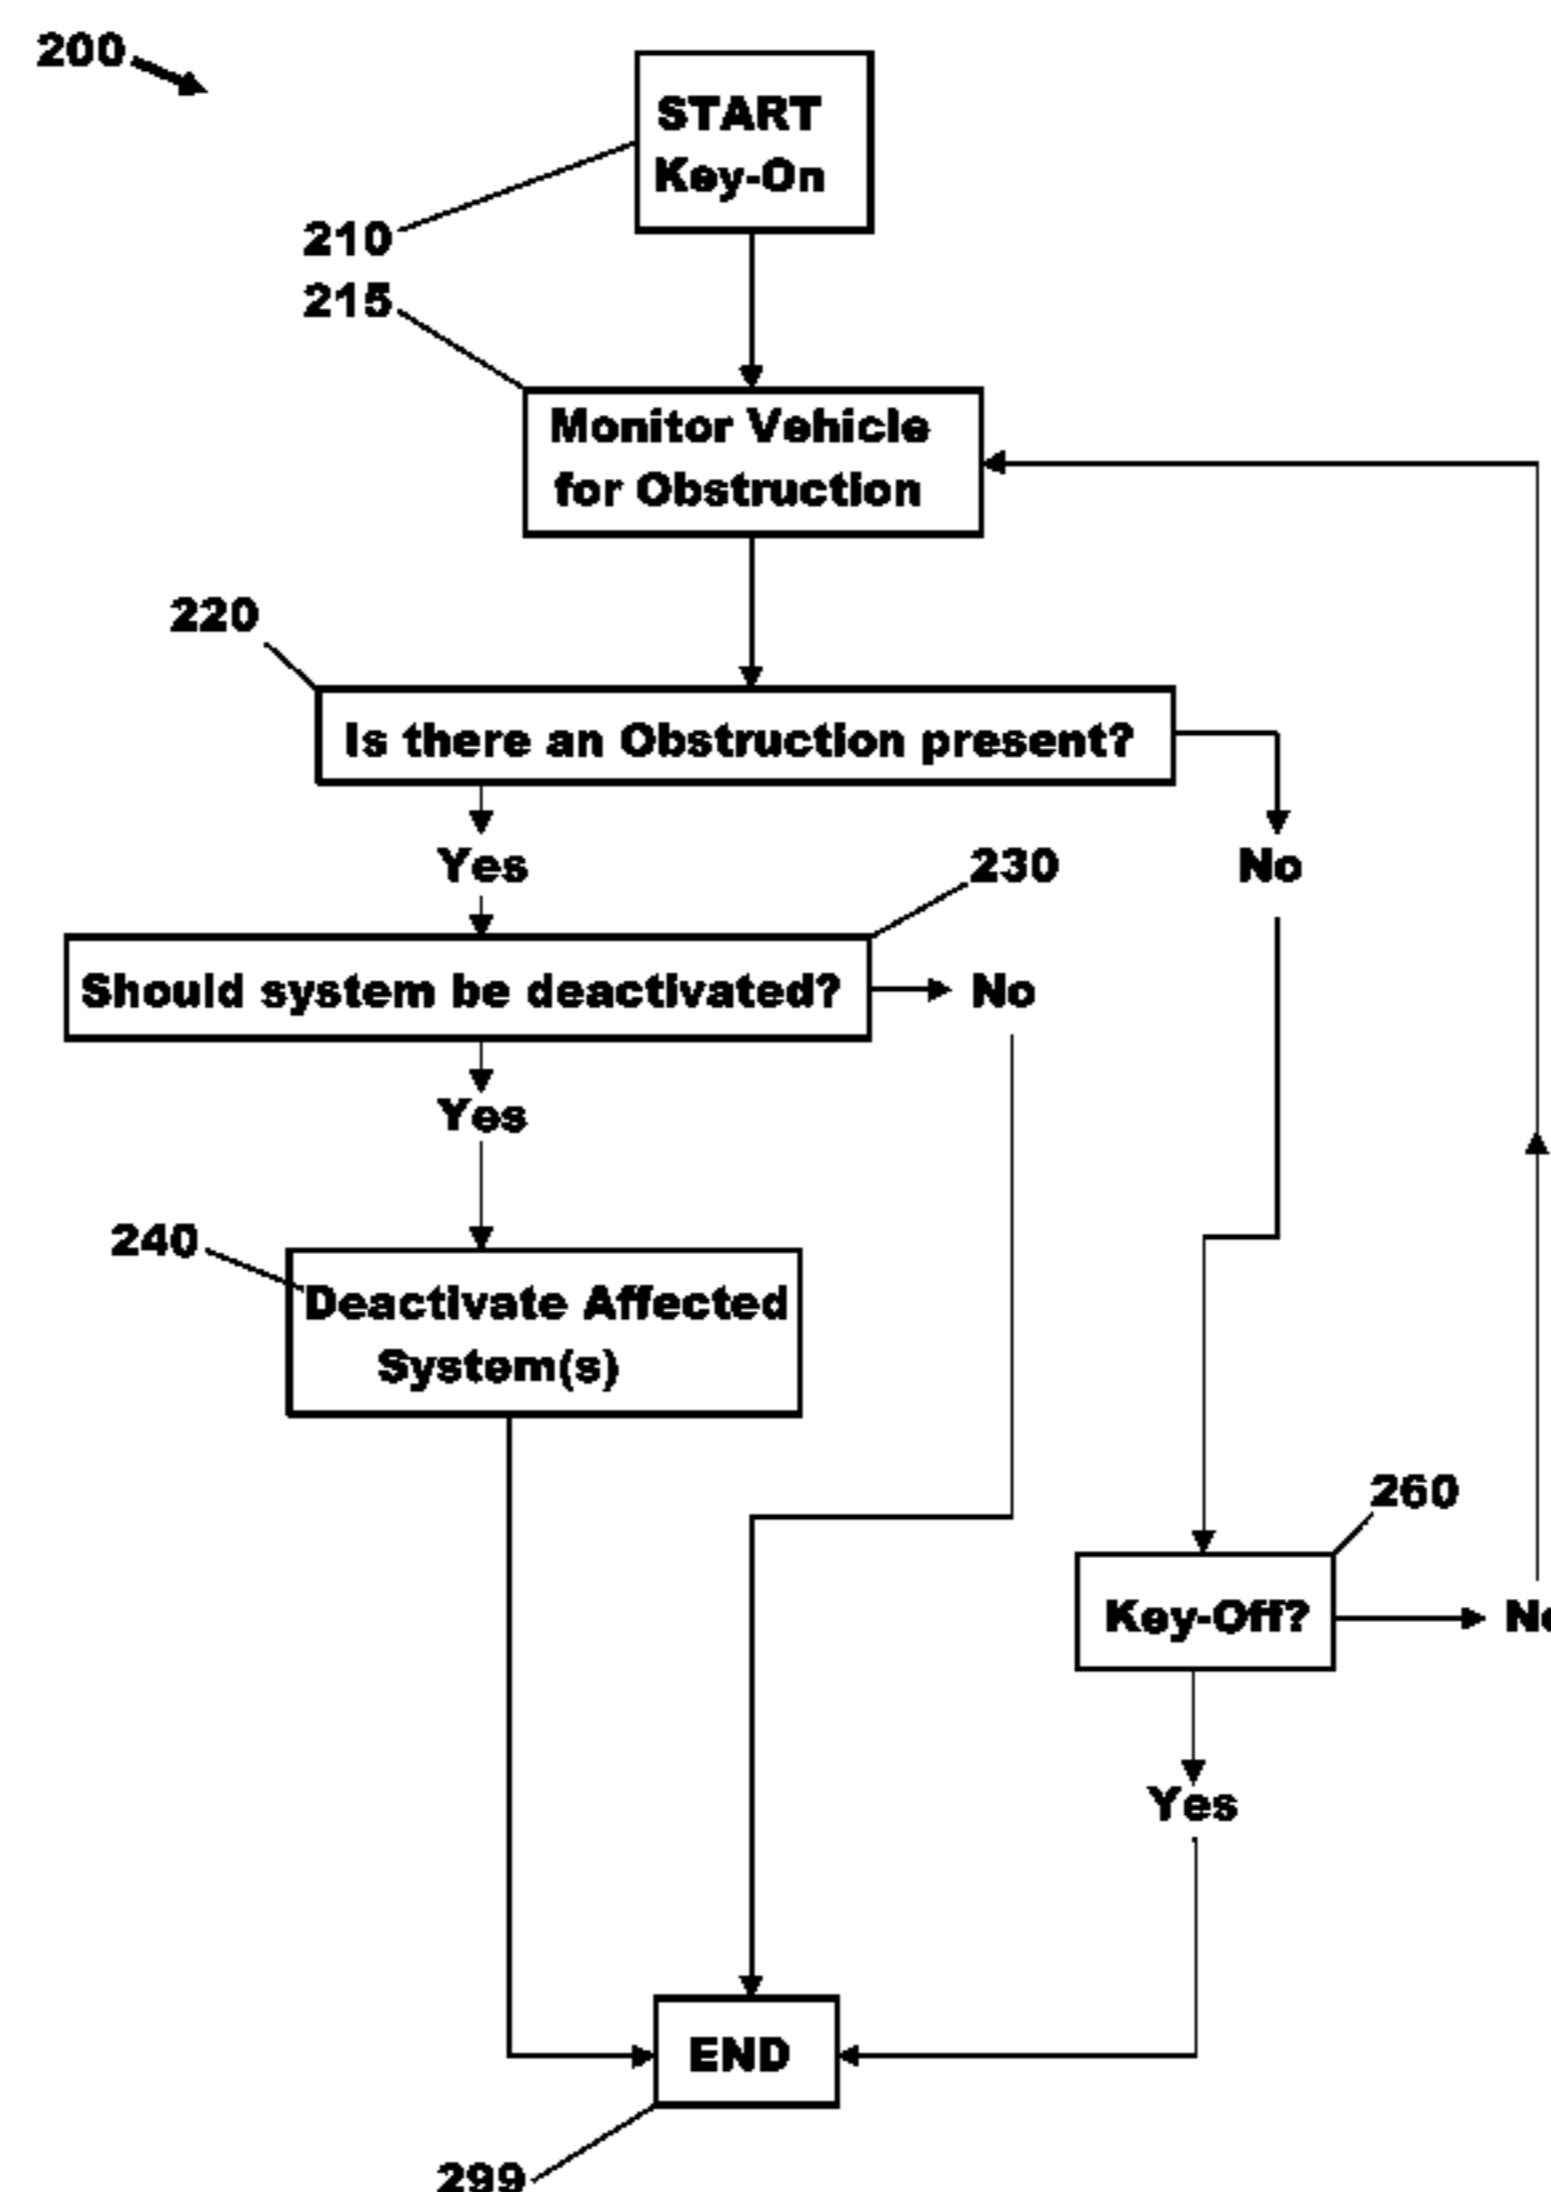 200
START
Key-On
210
215
Monitor Vehicle
for Obstruction
220
Is there an Obstruction present?
Yes
230
No
Should system be deactivated?
No
Yes
240
Deactivate Affected
System(s)
260
Key-Off?
No
Yes
END
299